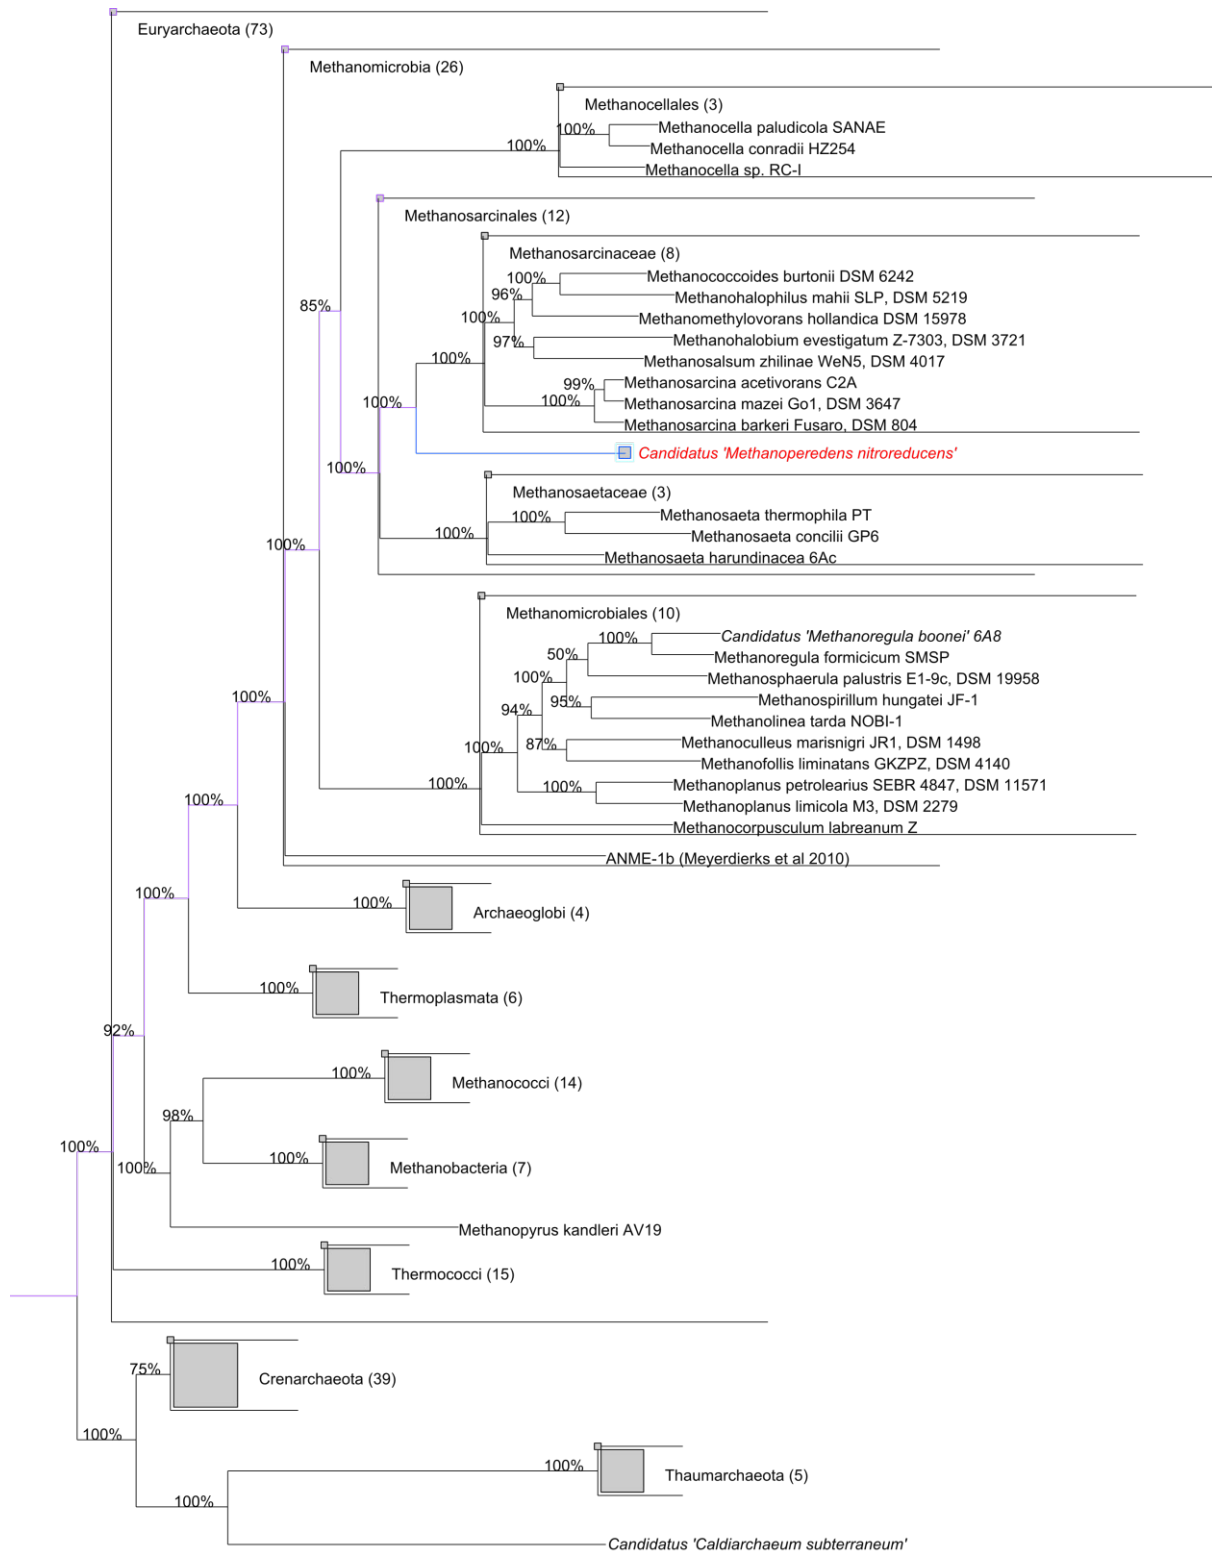 Euryarchaeota (73)
Methanomicrobia (26)
Methanocellales (3)
100%
Methanocella paludicola SANAE
100%
Methanocella conradii HZ254
Methanocella sp. RC-I
Methanosarcinales (12)
Methanosarcinaceae (8)
100%
Methanococcoides burtonii DSM 6242
96%
Methanohalophilus mahii SLP, DSM 5219
85%
100%
Methanomethylovorans hollandica DSM 15978
97%
Methanohalobium evestigatum Z-7303, DSM 3721
100%
Methanosalsum zhilinae WeN5, DSM 4017
99%
Methanosarcina acetivorans C2A
100%
100%
Methanosarcina mazei Go1, DSM 3647
Methanosarcina barkeri Fusaro, DSM 804
Candidatus 'Methanoperedens nitroreducens'
100%
Methanosaetaceae (3)
100%
Methanosaeta thermophila PT
100%
100%
Methanosaeta concilii GP6
Methanosaeta harundinacea 6Ac
Methanomicrobiales (10)
100%
Candidatus 'Methanoregula boonei' 6A8
50%
Methanoregula formicicum SMSP
100%
Methanosphaerula palustris E1-9c, DSM 19958
100%
95%
Methanospirillum hungatei JF-1
94%
Methanolinea tarda NOBI-1
100%
87%
Methanoculleus marisnigri JR1, DSM 1498
Methanofollis liminatans GKZPZ, DSM 4140
100%
100%
Methanoplanus petrolearius SEBR 4847, DSM 11571
100%
Methanoplanus limicola M3, DSM 2279
Methanocorpusculum labreanum Z
ANME-1b (Meyerdierks et al 2010)
100%
100%
Archaeoglobi (4)
100%
Thermoplasmata (6)
92%
100%
Methanococci (14)
98%
100%
100%
100%
Methanobacteria (7)
Methanopyrus kandleri AV19
100%
Thermococci (15)
75%
Crenarchaeota (39)
100%
100%
Thaumarchaeota (5)
100%
Candidatus 'Caldiarchaeum subterraneum'